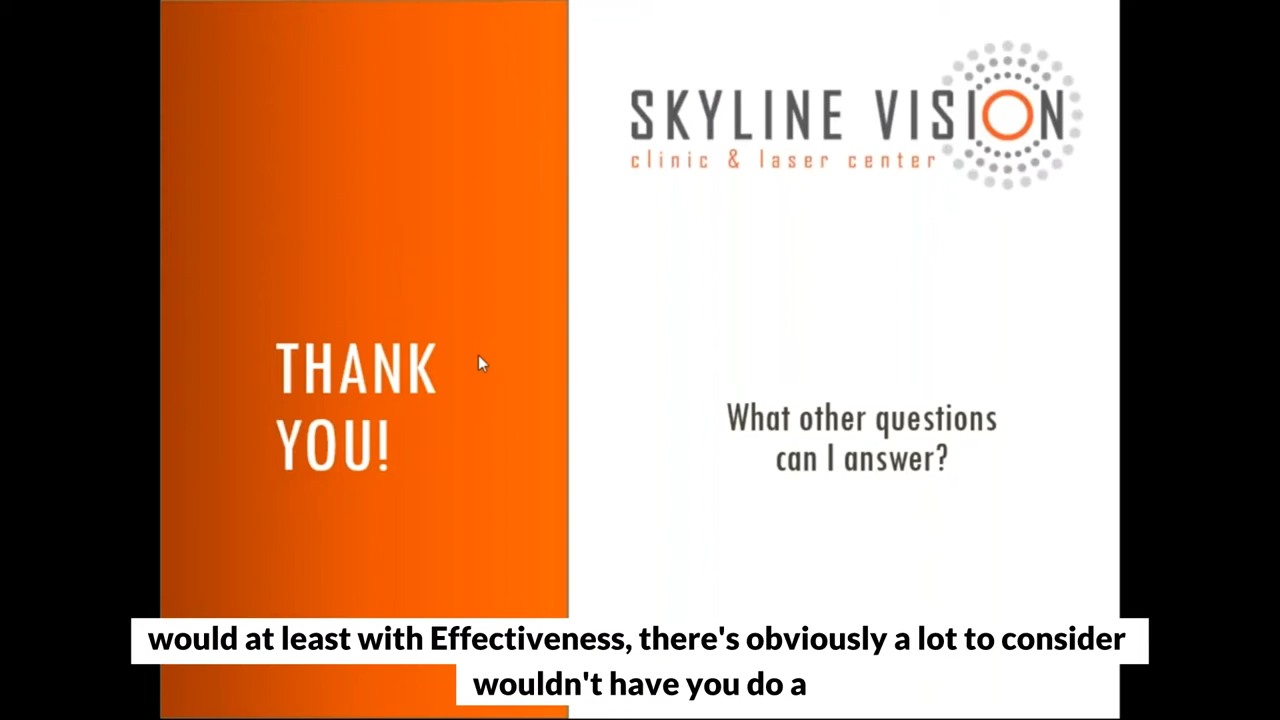 SKYLINE VISION
clinic & laser center
THANK
YOU!
What other questions
can I answer?
would at least with Effectiveness, there's obviously a lot to consider
wouldn't have you do a